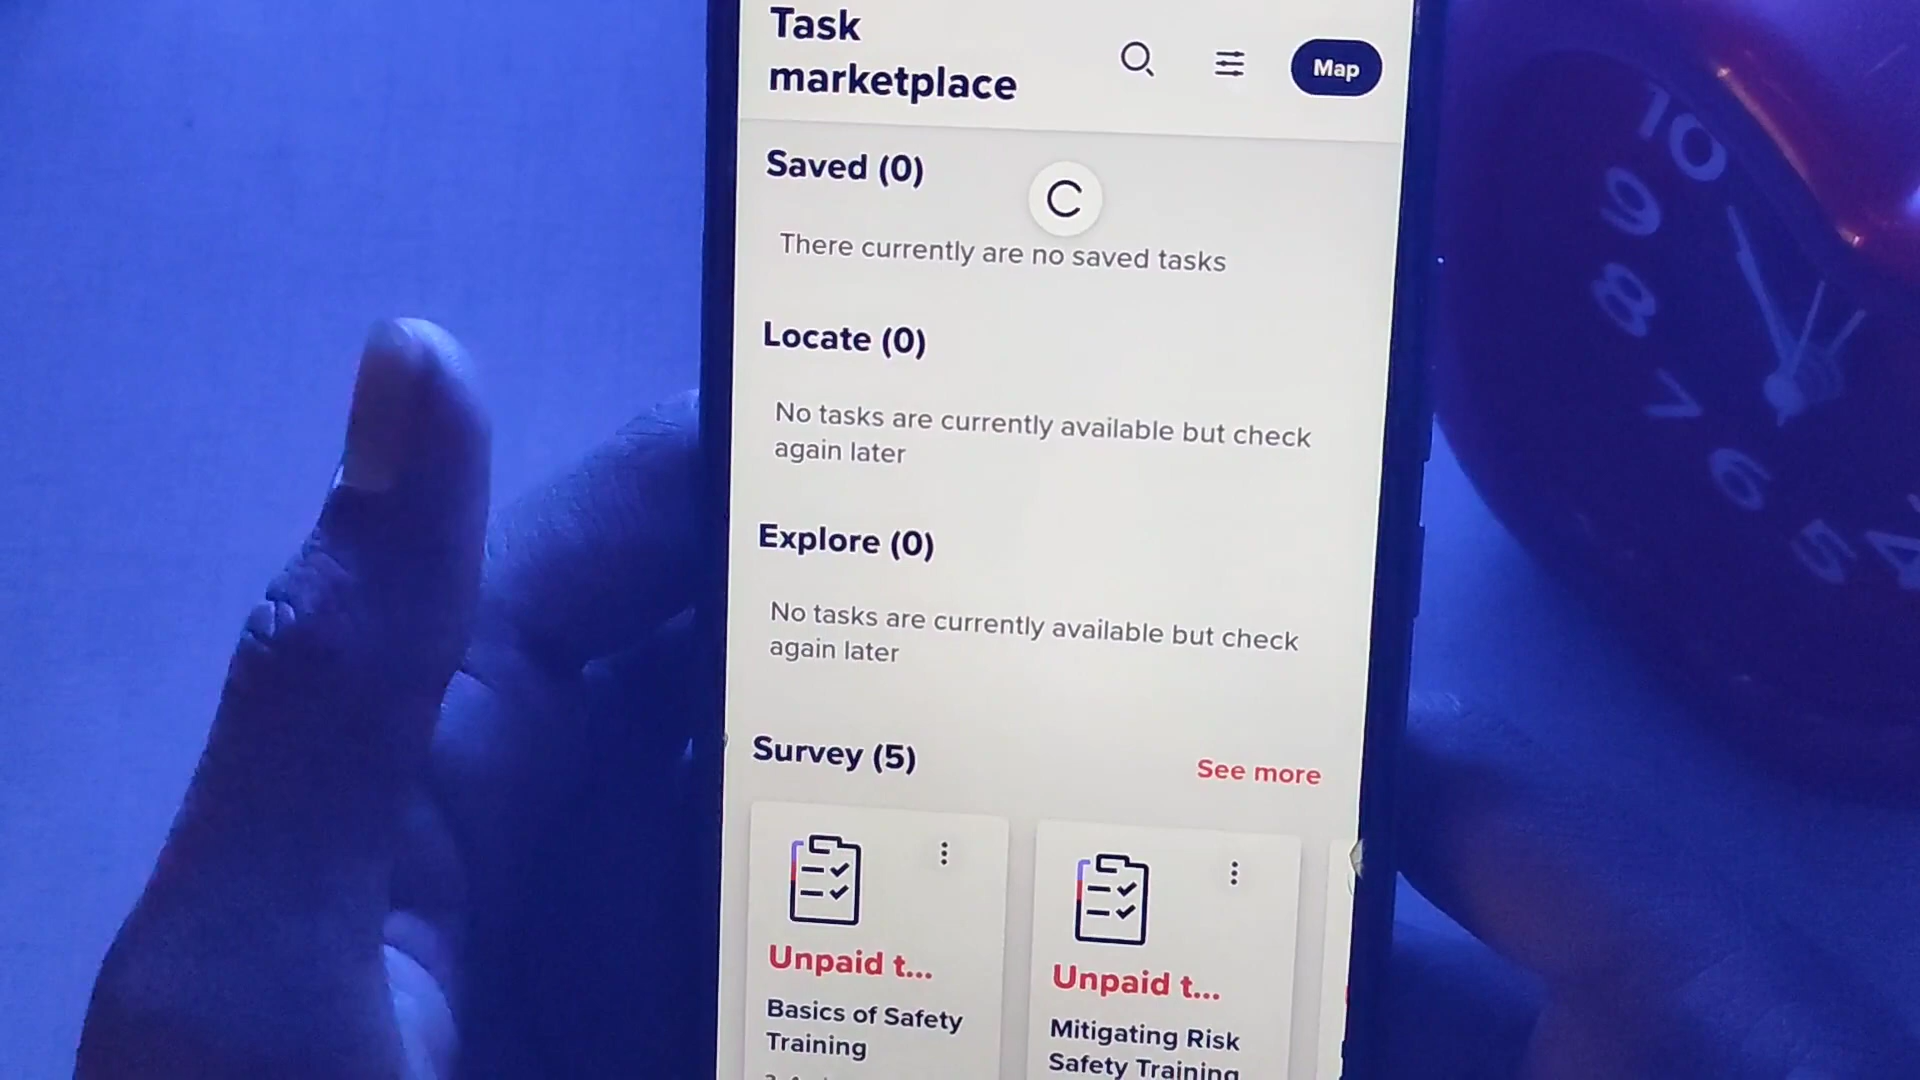 Task
marketplace
Map
Saved (0)
There currently are no saved tasks
Locate (0)
No tasks are currently available but check
again later
Explore (0)
No tasks are currently available but check
again later
Survey (5)
See more
Unpaid t...
Basics of Safety
Training
Unpaid t...
Mitigating Risk
Safety Training
10
9
8
7
6
5
4